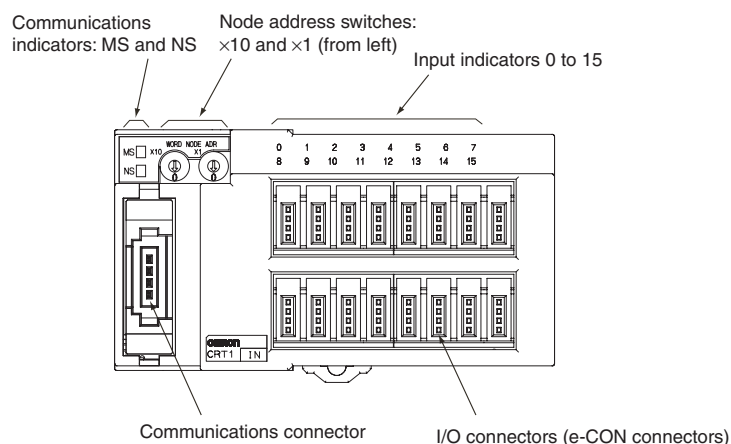 Communications
indicators: MS and NS
Node address switches:
×10 and ×1 (from left)
Input indicators 0 to 15
MS
NS
WORD NODE ADR
X10 X1
0 0
0 1 2 3 4 5 6 7
8 9 10 11 12 13 14 15
OMRON
CRT1 IN
Communications connector
I/O connectors (e-CON connectors)